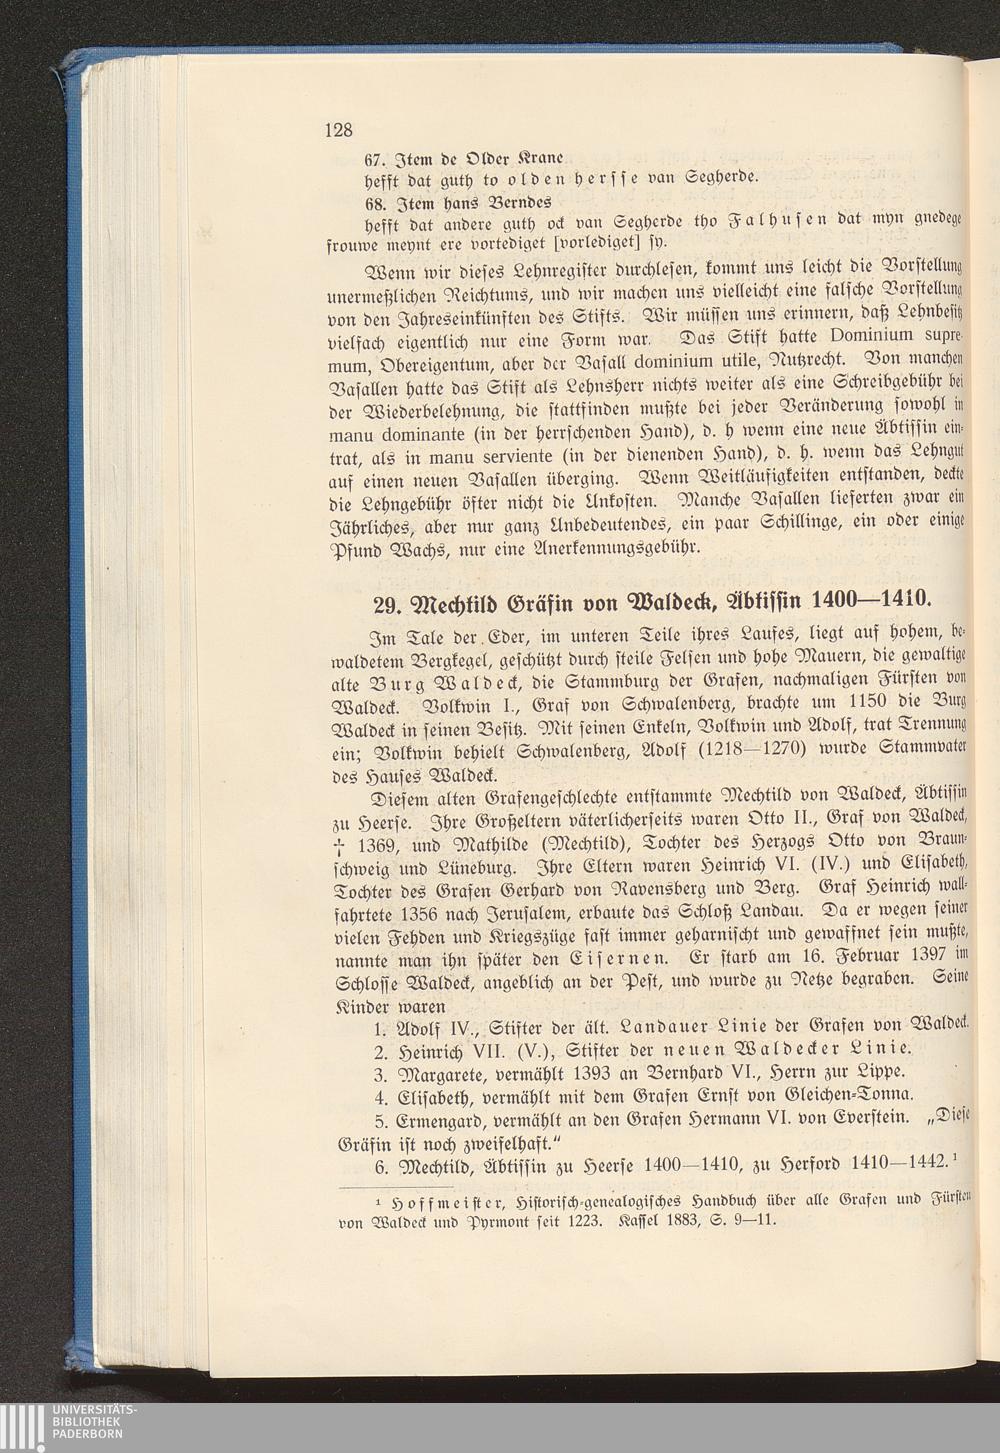 128
67. Item de Older Krane
hefft dat guth to olden hersse van Segherde.
68. Item hans Berndes
hefft dat andere guth ock van Segherde tho Falhusen dat myn gnedege
frouwe meynt ere vortediget [vorlediget] sy.
Wenn wir dieses Lehnregister durchlesen, kommt uns leicht die Vorstellung
unermeßlichen Reichtums, und wir machen uns vielleicht eine falsche Vorstellung
von den Jahreseinkünften des Stifts. Wir müssen uns erinnern, daß Lehnbesitz
vielfach eigentlich nur eine Form war. Das Stift hatte Dominium supre-
mum, Obereigentum, aber der Vasall dominium utile, Nutzrecht. Von manchen
Vasallen hatte das Stift als Lehnsherr nichts weiter als eine Schreibgebühr bei
der Wiederbelehnung, die stattfinden mußte bei jeder Veränderung sowohl in
manu dominante (in der herrschenden Hand), d. h wenn eine neue Äbtissin ein-
trat, als in manu serviente (in der dienenden Hand), d. h. wenn das Lehngut
auf einen neuen Vasallen überging. Wenn Weitläufigkeiten entstanden, deckte
die Lehngebühr öfter nicht die Unkosten. Manche Vasallen lieferten zwar ein
Jährliches, aber nur ganz Unbedeutendes, ein paar Schillinge, ein oder einige
Pfund Wachs, nur eine Anerkennungsgebühr.
29. Mechtild Gräfin von Waldeck, Äbtissin 1400—1410.
Im Tale der Eder, im unteren Teile ihres Laufes, liegt auf hohem, be-
waldetem Bergkegel, geschützt durch steile Felsen und hohe Mauern, die gewaltige
alte Burg Waldeck, die Stammburg der Grafen, nachmaligen Fürsten von
Waldeck. Volkwin I., Graf von Schwalenberg, brachte um 1150 die Burg
Waldeck in seinen Besitz. Mit seinen Enkeln, Volkwin und Adolf, trat Trennung
ein; Volkwin behielt Schwalenberg, Adolf (1218—1270) wurde Stammvater
des Hauses Waldeck.
Diesem alten Grafengeschlechte entstammte Mechtild von Waldeck, Äbtissin
zu Heerse. Ihre Großeltern väterlicherseits waren Otto II., Graf von Waldeck,
† 1369, und Mathilde (Mechtild), Tochter des Herzogs Otto von Braun-
schweig und Lüneburg. Ihre Eltern waren Heinrich VI. (IV.) und Elisabeth,
Tochter des Grafen Gerhard von Ravensberg und Berg. Graf Heinrich wall-
fahrtete 1356 nach Jerusalem, erbaute das Schloß Landau. Da er wegen seiner
vielen Fehden und Kriegszüge fast immer geharnischt und gewaffnet sein mußte,
nannte man ihn später den Eisernen. Er starb am 16. Februar 1397 im
Schlosse Waldeck, angeblich an der Pest, und wurde zu Netze begraben. Seine
Kinder waren
1. Adolf IV., Stifter der ält. Landauer Linie der Grafen von Waldeck.
2. Heinrich VII. (V.), Stifter der neuen Waldecker Linie.
3. Margarete, vermählt 1393 an Bernhard VI., Herrn zur Lippe.
4. Elisabeth, vermählt mit dem Grafen Ernst von Gleichen-Tonna.
5. Ermengard, vermählt an den Grafen Hermann VI. von Everstein. „Diese
Gräfin ist noch zweifelhaft.“
6. Mechtild, Äbtissin zu Heerse 1400—1410, zu Herford 1410—1442.¹
¹ Hoffmeister, Historisch-genealogisches Handbuch über alle Grafen und Fürsten
von Waldeck und Pyrmont seit 1223. Kassel 1883, S. 9—11.
UNIVERSITÄTS-
BIBLIOTHEK
PADERBORN